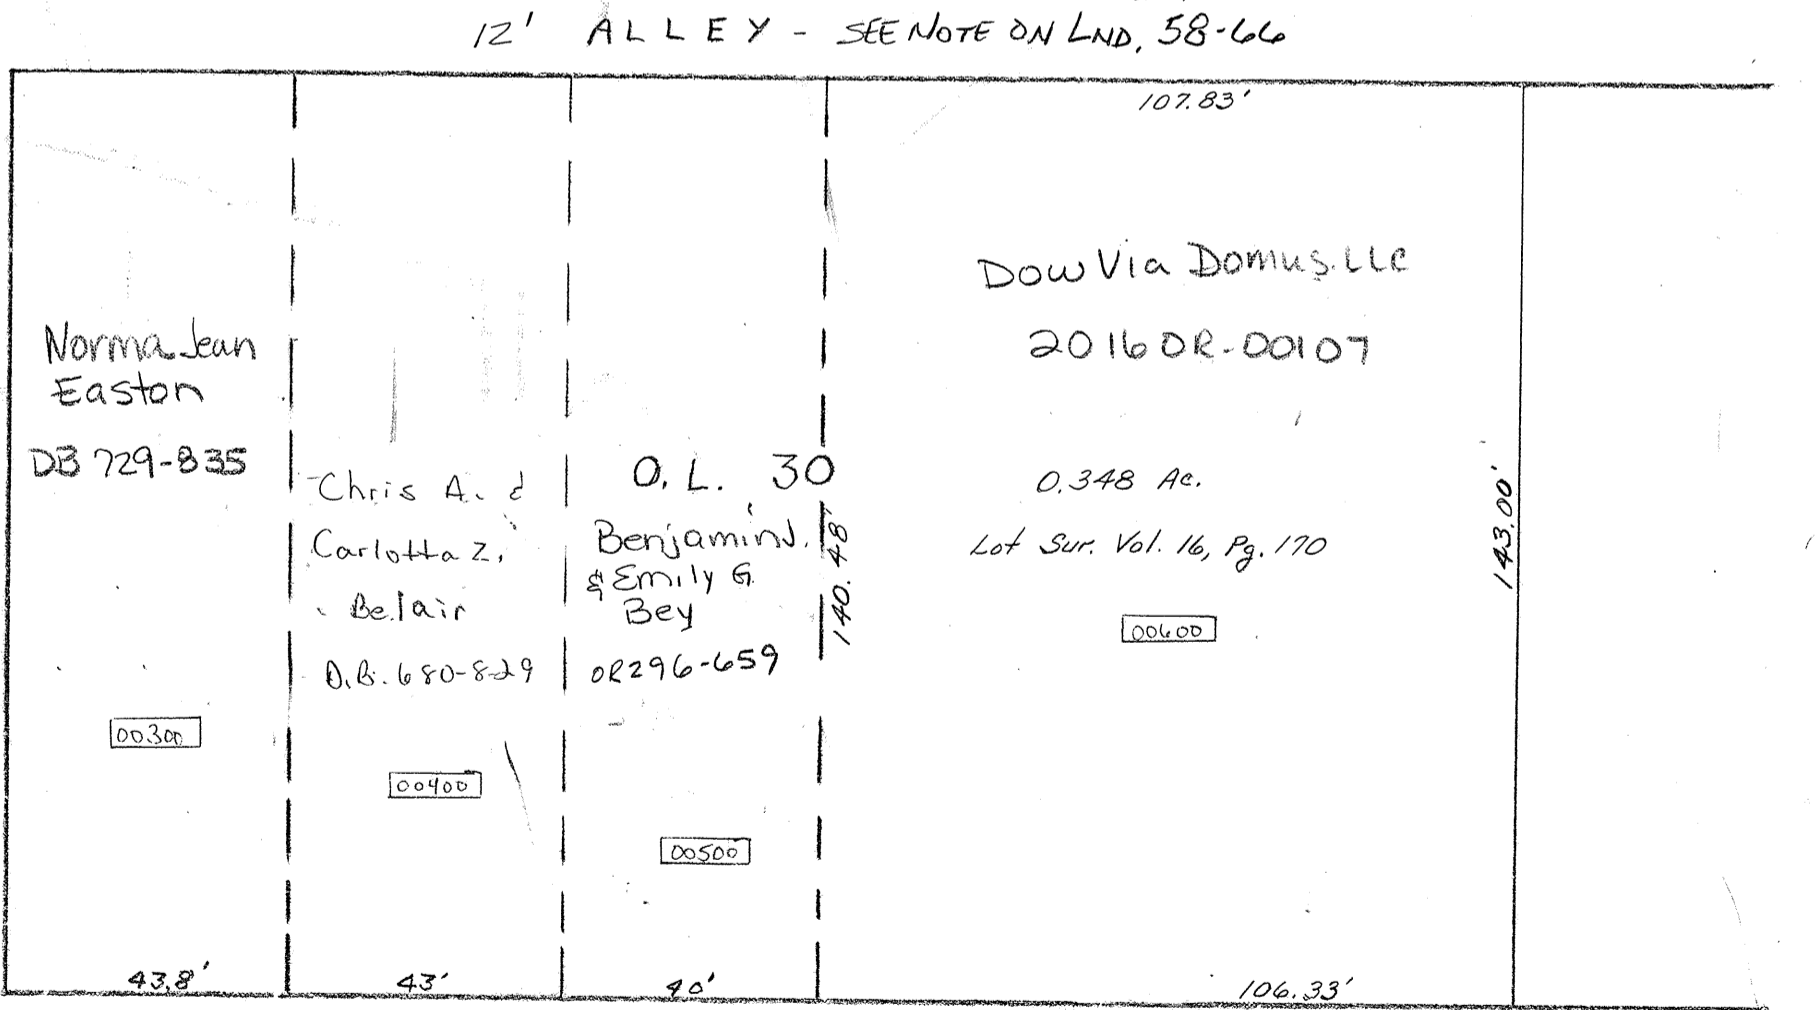 12' ALLEY - SEE NOTE ON LND. 58-66
107.83'
Norma Jean
Easton
DB 729-835
00300
43.8'
Chris A. &
Carlotta Z.
Belair
D.B. 680-829
00400
43'
O. L. 30
Benjamin J.
& Emily G.
Bey
OR296-659
00500
40'
140.48'
Dow Via Domus. LLC
2016 OR-00107
0.348 Ac.
Lot Sur. Vol. 16, Pg. 170
00600
143.00'
106.33'